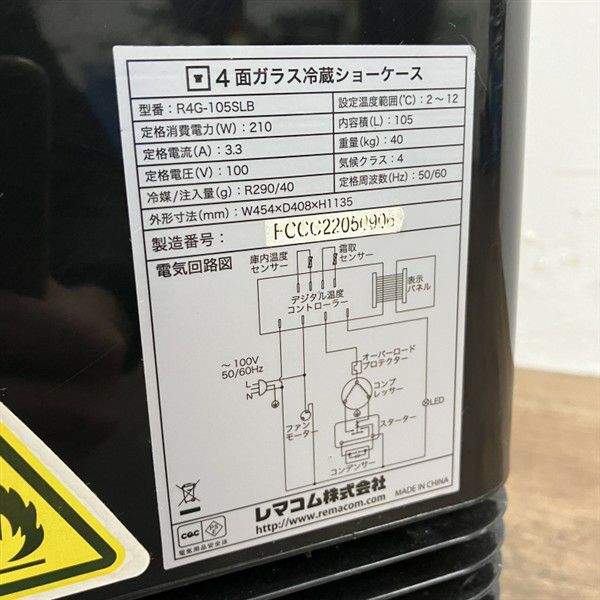 4面ガラス冷蔵ショーケース
型番: R4G-105SLB
設定温度範囲(℃): 2～12
定格消費電力(W): 210
内容積(L): 105
定格電流(A): 3.3
重量(kg): 40
定格電圧(V): 100
気候クラス: 4
冷媒/注入量(g): R290/40
定格周波数(Hz): 50/60
外形寸法(mm): W454×D408×H1135
製造番号: FCCC22050906
電気回路図
庫内温度
センサー
霜取
センサー
デジタル温度
コントローラー
表示
パネル
～100V
50/60Hz
L
N
オーバーロード
プロテクター
コンプ
レッサー
LED
ファン
モーター
スターター
コンデンサー
レマコム株式会社
http://www.remacom.com
MADE IN CHINA
CQC
電気用品安全法